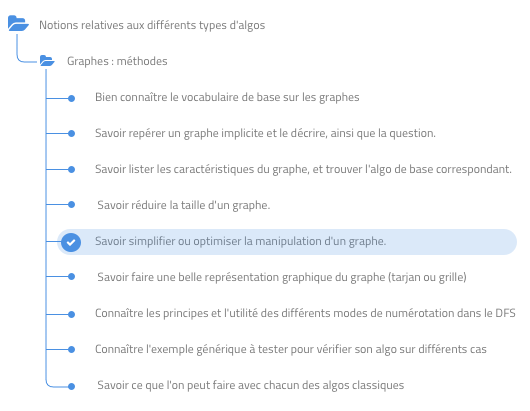 Notions relatives aux différents types d'algos
Graphes : méthodes
Bien connaître le vocabulaire de base sur les graphes
Savoir repérer un graphe implicite et le décrire, ainsi que la question.
Savoir lister les caractéristiques du graphe, et trouver l'algo de base correspondant.
Savoir réduire la taille d'un graphe.
Savoir simplifier ou optimiser la manipulation d'un graphe.
Savoir faire une belle représentation graphique du graphe (tarjan ou grille)
Connaître les principes et l'utilité des différents modes de numérotation dans le DFS
Connaître l'exemple générique à tester pour vérifier son algo sur différents cas
Savoir ce que l'on peut faire avec chacun des algos classiques